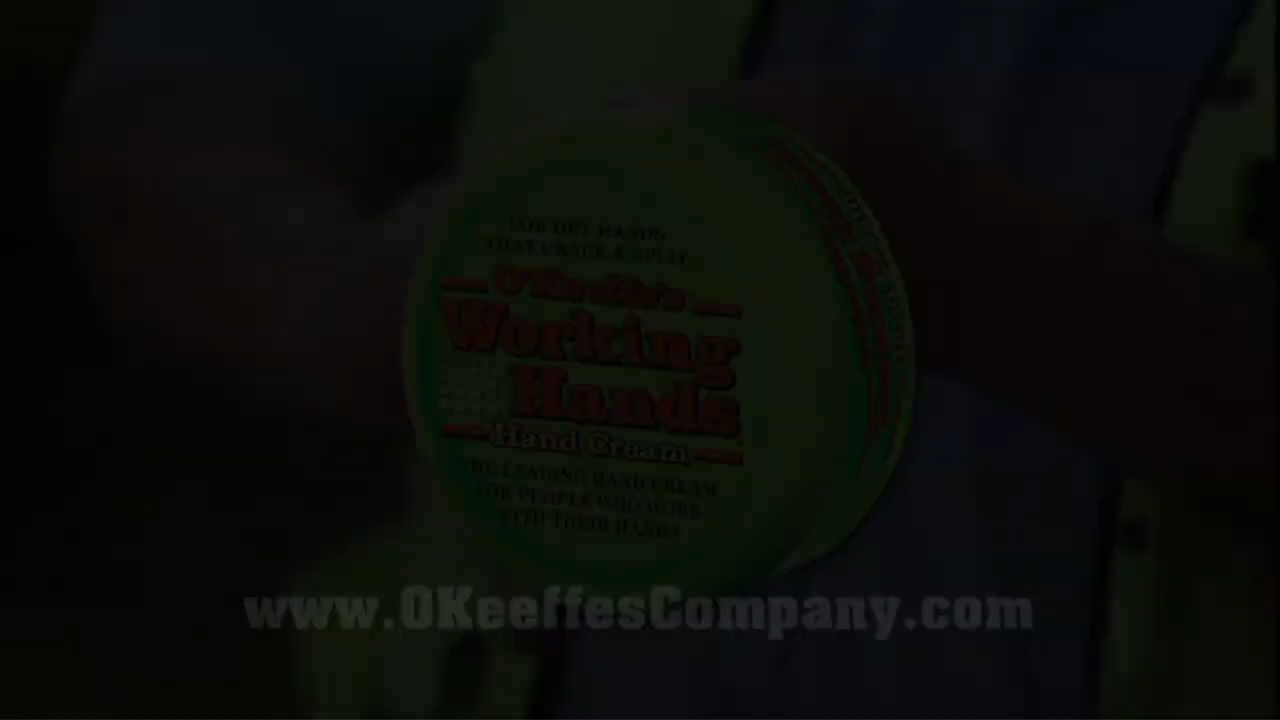 FOR DRY HANDS
THAT CRACK & SPLIT
O'Keeffe's
Working
Hands
Hand Cream
THE LEADING HAND CREAM
FOR PEOPLE WHO WORK
WITH THEIR HANDS
www.OKeeffesCompany.com